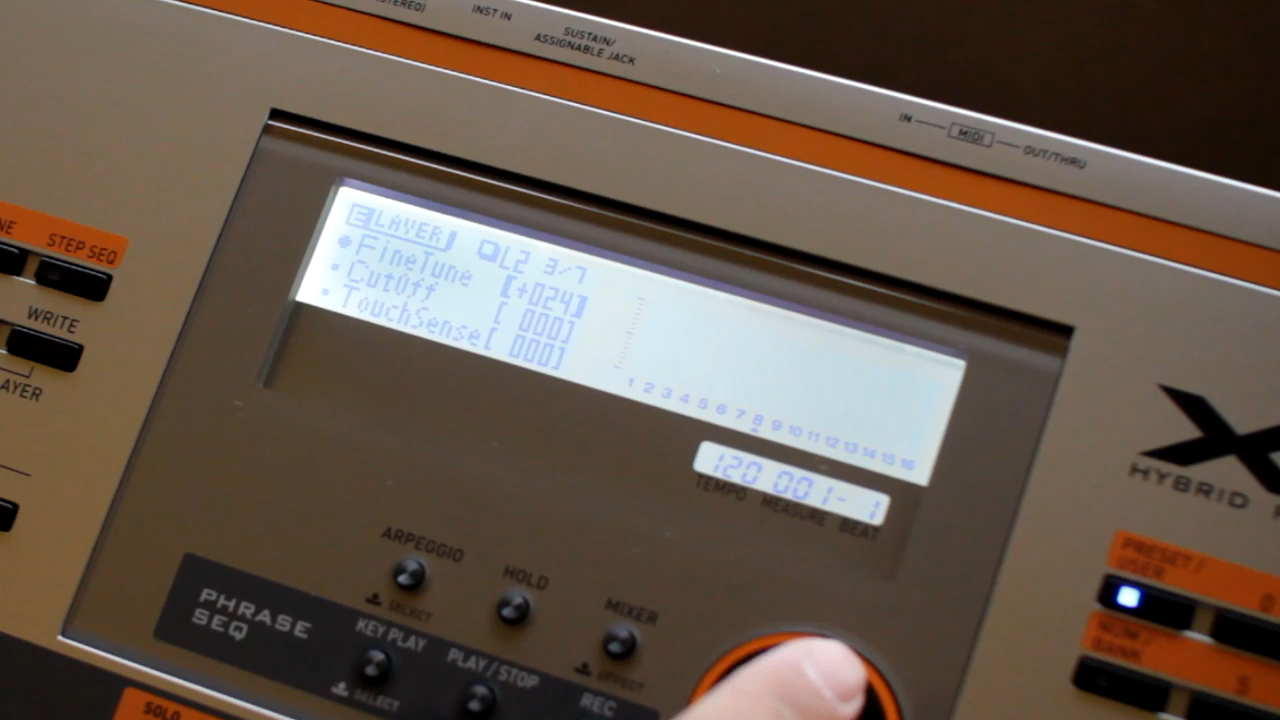 INST IN
SUSTAIN/
ASSIGNABLE JACK
IN
MIDI
OUT/THRU
STEP SEQ
WRITE
E LAYER L2 3/7
FineTune [+024]
Cutoff [ 000]
TouchSense[ 000]
1 2 3 4 5 6 7 8 9 10 11 12 13 14 15 16
120 001- 1
TEMPO MEASURE BEAT
HYBRID
PRESET/
USER 0
NUM/
BANK 5
ARPEGGIO
SELECT
HOLD
MIXER
EFFECT
PHRASE
SEQ
KEY PLAY
SELECT
PLAY/STOP
REC
SOLO